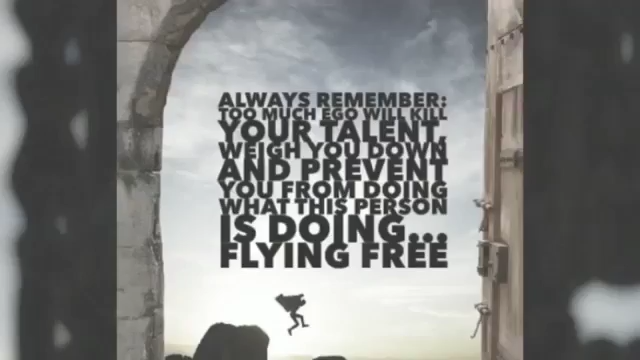 ALWAYS REMEMBER:
TOO MUCH EGO WILL KILL
YOUR TALENT,
WEIGH YOU DOWN
AND PREVENT
YOU FROM DOING
WHAT THIS PERSON
IS DOING...
FLYING FREE